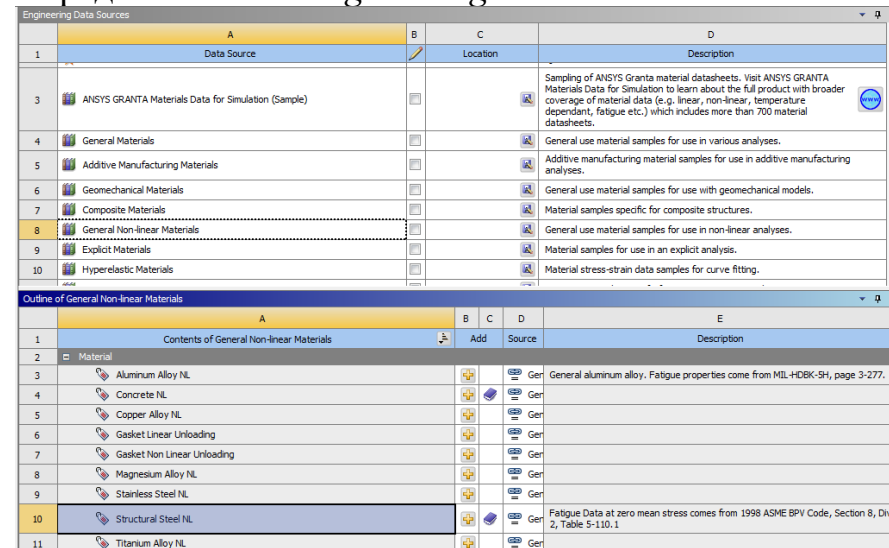 Engineering Data Sources
A B C D
1 Data Source Location Description
3 ANSYS GRANTA Materials Data for Simulation (Sample) Sampling of ANSYS Granta material datasheets. Visit ANSYS GRANTA
Materials Data for Simulation to learn about the full product with broader
coverage of material data (e.g. linear, non-linear, temperature
dependant, fatigue etc.) which includes more than 700 material
datasheets.
www
4 General Materials General use material samples for use in various analyses.
5 Additive Manufacturing Materials Additive manufacturing material samples for use in additive manufacturing
analyses.
6 Geomechanical Materials General use material samples for use with geomechanical models.
7 Composite Materials Material samples specific for composite structures.
8 General Non-linear Materials General use material samples for use in non-linear analyses.
9 Explicit Materials Material samples for use in an explicit analysis.
10 Hyperelastic Materials Material stress-strain data samples for curve fitting.
Outline of General Non-linear Materials
A B C D E
1 Contents of General Non-linear Materials Add Source Description
2 Material
3 Aluminum Alloy NL Ger General aluminum alloy. Fatigue properties come from MIL-HDBK-5H, page 3-277.
4 Concrete NL Ger
5 Copper Alloy NL Ger
6 Gasket Linear Unloading Ger
7 Gasket Non Linear Unloading Ger
8 Magnesium Alloy NL Ger
9 Stainless Steel NL Ger
10 Structural Steel NL Ger Fatigue Data at zero mean stress comes from 1998 ASME BPV Code, Section 8, Div
2, Table 5-110.1
11 Titanium Alloy NL Ger